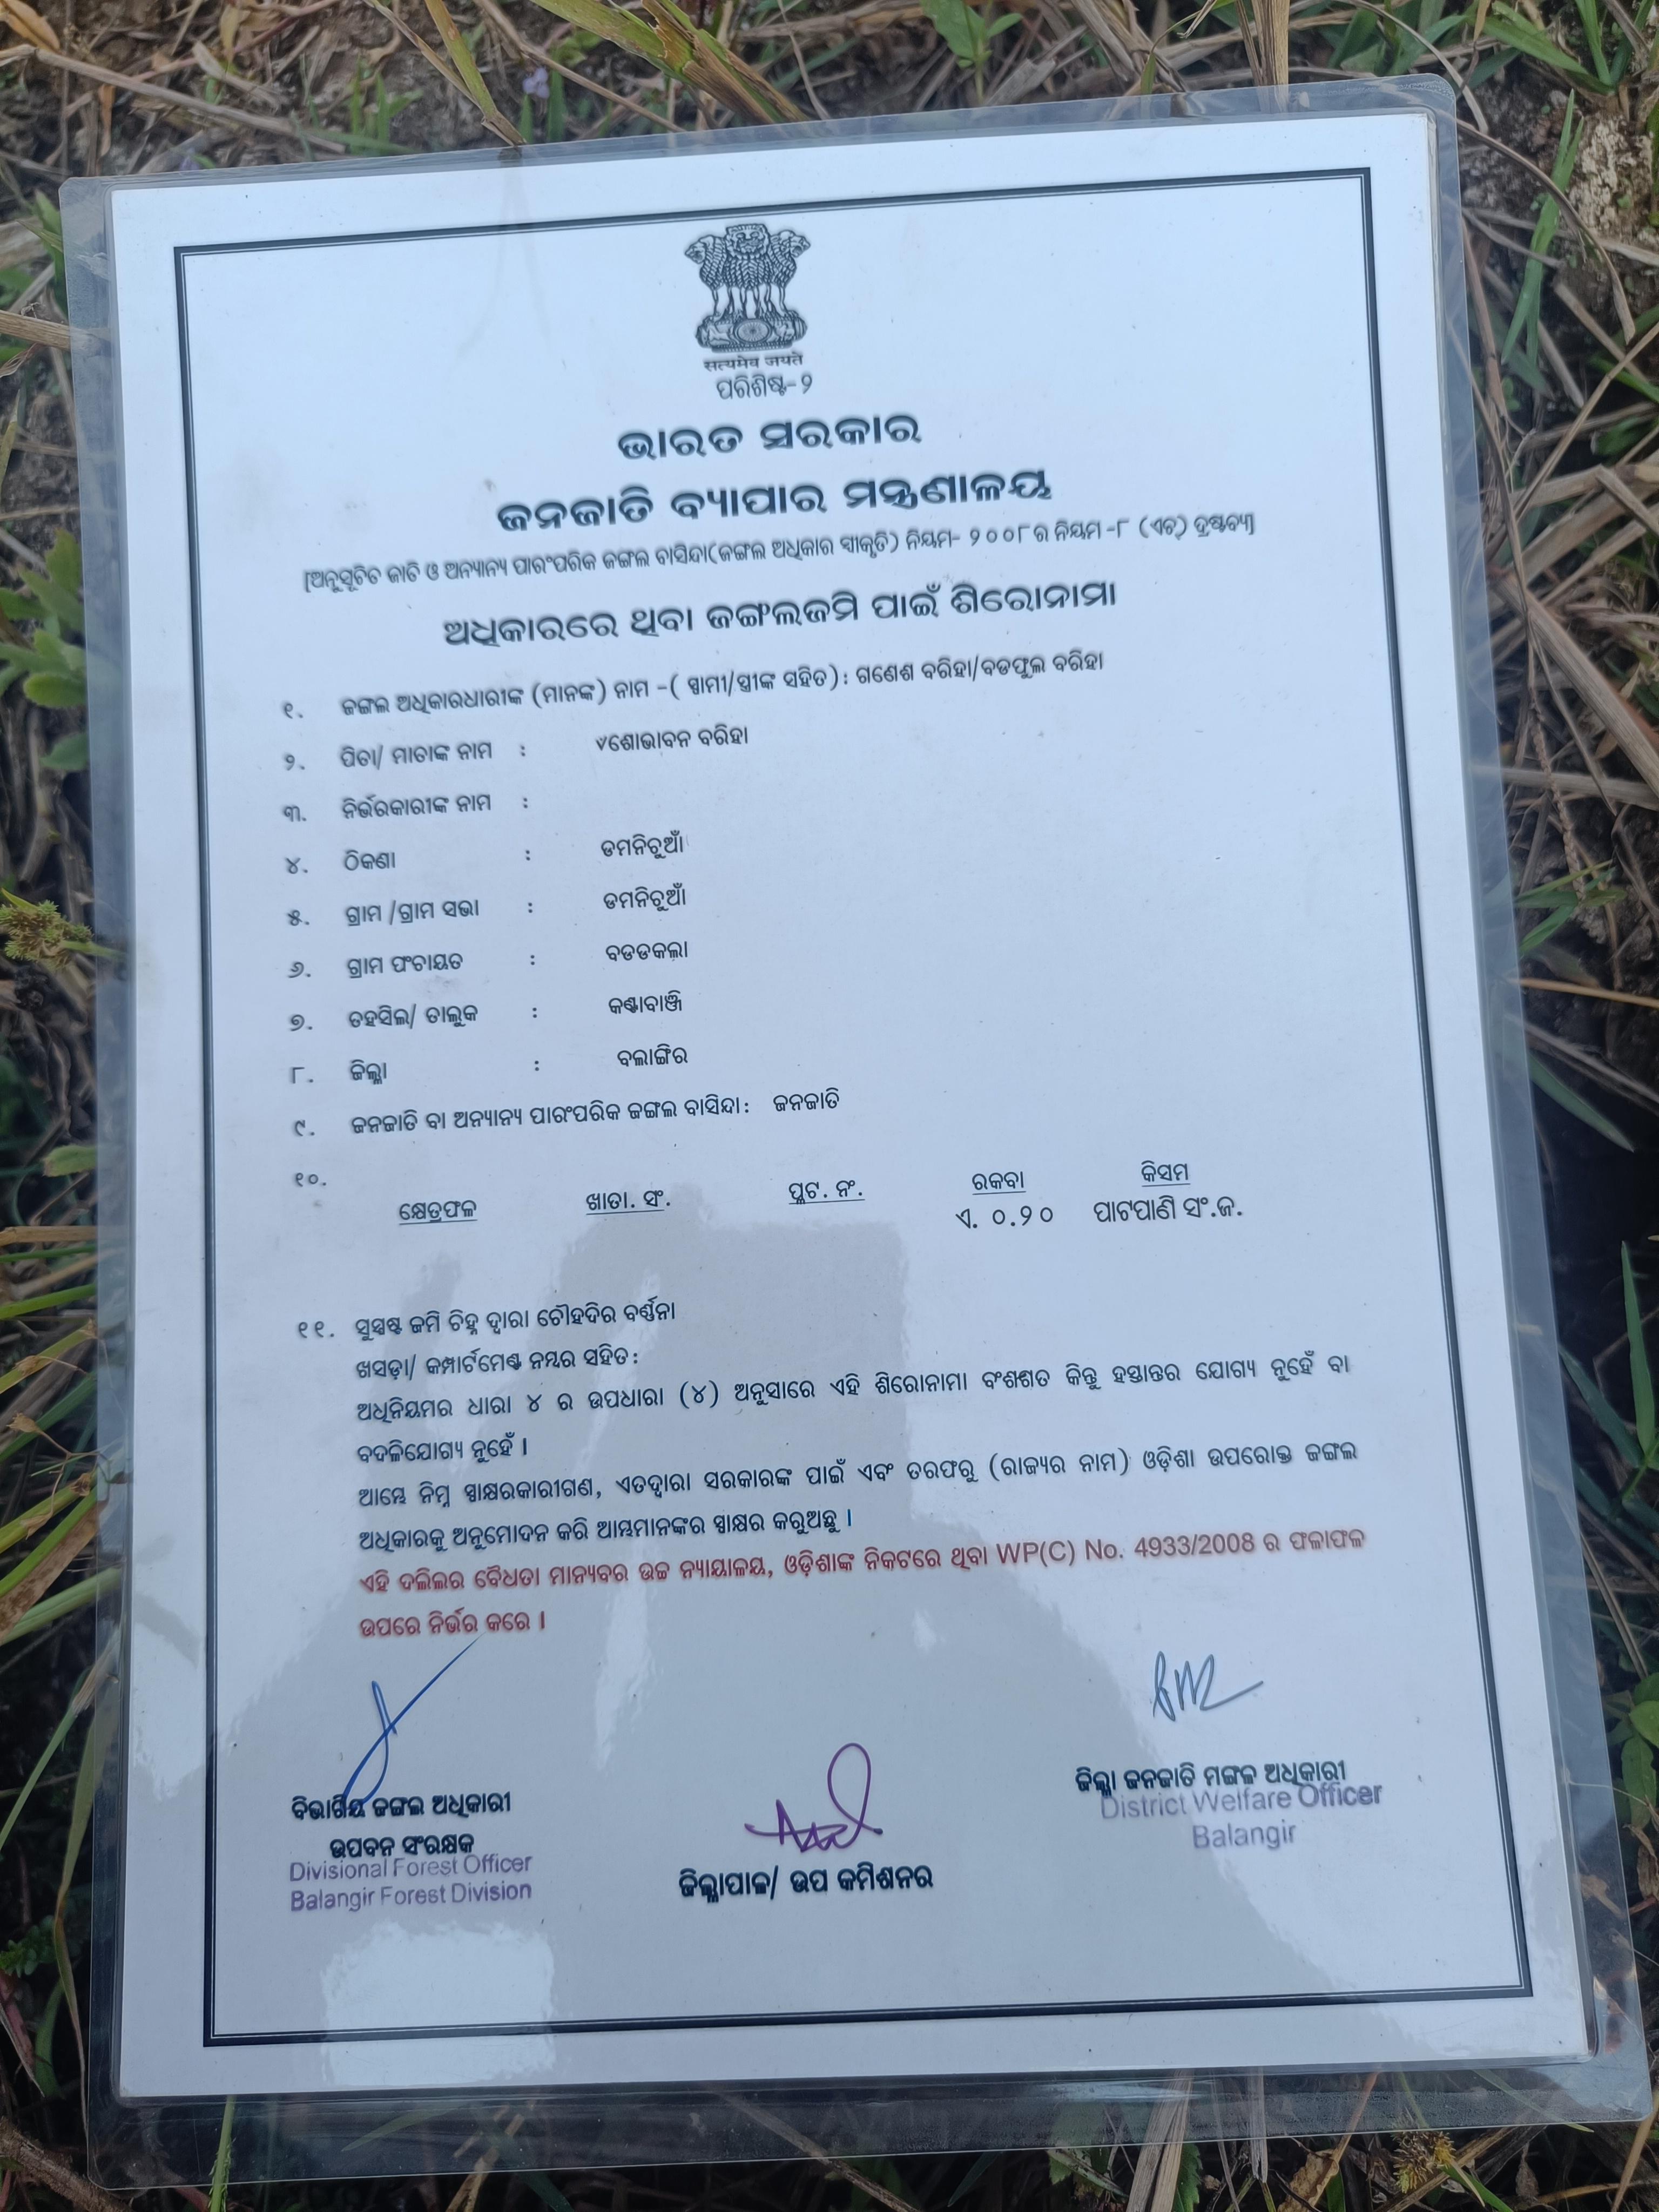 सत्यमेव जयते
ପରିଶିଷ୍ଟ-୨
ଭାରତ ସରକାର
ଜନଜାତି ବ୍ୟାପାର ମନ୍ତ୍ରଣାଳୟ
[ଅନୁସୂଚିତ ଜାତି ଓ ଅନ୍ୟାନ୍ୟ ପାରଂପରିକ ଜଙ୍ଗଲ ବାସିନ୍ଦା(ଜଙ୍ଗଲ ଅଧିକାର ସ୍ୱୀକୃତି) ନିୟମ- ୨୦୦୮ର ନିୟମ -୮ (ଏଚ୍) ଦ୍ରଷ୍ଟବ୍ୟ]
ଅଧିକାରରେ ଥିବା ଜଙ୍ଗଲଜମି ପାଇଁ ଶିରୋନାମା
୧. ଜଙ୍ଗଲ ଅଧିକାରଧାରୀଙ୍କ (ମାନଙ୍କ) ନାମ -( ସ୍ୱାମୀ/ସ୍ତ୍ରୀଙ୍କ ସହିତ): ଗଣେଶ ବରିହା/ବଡଫୁଲ ବରିହା
୨. ପିତା/ ମାତାଙ୍କ ନାମ : ୪ଶୋଭାବନ ବରିହା
୩. ନିର୍ଭରକାରୀଙ୍କ ନାମ :
୪. ଠିକଣା : ଡମନିଚୁଆଁ
୫. ଗ୍ରାମ /ଗ୍ରାମ ସଭା : ଡମନିଚୁଆଁ
୬. ଗ୍ରାମ ପଂଚାୟତ : ବଡଡକଲା
୭. ତହସିଲ/ ତାଲୁକ : କଣ୍ଟାବାଞ୍ଜି
୮. ଜିଲ୍ଲା : ବଲାଙ୍ଗିର
୯. ଜନଜାତି ବା ଅନ୍ୟାନ୍ୟ ପାରଂପରିକ ଜଙ୍ଗଲ ବାସିନ୍ଦା: ଜନଜାତି
୧୦. କ୍ଷେତ୍ରଫଳ ଖାତା. ସଂ. ପ୍ଲଟ. ନଂ. ରକବା କିସମ
ଏ. ୦.୨୦ ପାଟପାଣି ସଂ.ଜ.
୧୧. ସୁସ୍ପଷ୍ଟ ଜମି ଚିହ୍ନ ଦ୍ୱାରା ଚୌହଦିର ବର୍ଣ୍ଣନା
ଖସଡ଼ା/ କମ୍ପାର୍ଟମେଣ୍ଟ ନମ୍ବର ସହିତ:
ଅଧିନିୟମର ଧାରା ୪ ର ଉପଧାରା (୪) ଅନୁସାରେ ଏହି ଶିରୋନାମା ବଂଶଗତ କିନ୍ତୁ ହସ୍ତାନ୍ତର ଯୋଗ୍ୟ ନୁହେଁ ବା
ବଦଳିଯୋଗ୍ୟ ନୁହେଁ ।
ଆମ୍ଭେ ନିମ୍ନ ସ୍ୱାକ୍ଷରକାରୀଗଣ, ଏତଦ୍ଦ୍ୱାରା ସରକାରଙ୍କ ପାଇଁ ଏବଂ ତରଫରୁ (ରାଜ୍ୟର ନାମ) ଓଡ଼ିଶା ଉପରୋକ୍ତ ଜଙ୍ଗଲ
ଅଧିକାରକୁ ଅନୁମୋଦନ କରି ଆମ୍ଭମାନଙ୍କର ସ୍ୱାକ୍ଷର କରୁଅଛୁ ।
ଏହି ଦଲିଲର ବୈଧତା ମାନ୍ୟବର ଉଚ୍ଚ ନ୍ୟାୟାଳୟ, ଓଡ଼ିଶାଙ୍କ ନିକଟରେ ଥିବା WP(C) No. 4933/2008 ର ଫଳାଫଳ
ଉପରେ ନିର୍ଭର କରେ ।
ବିଭାଗିୟ ଜଙ୍ଗଲ ଅଧିକାରୀ
ଉପବନ ସଂରକ୍ଷକ
Divisional Forest Officer
Balangir Forest Division
ଜିଲ୍ଲାପାଳ/ ଉପ କମିଶନର
ଜିଲ୍ଲା ଜନଜାତି ମଙ୍ଗଳ ଅଧିକାରୀ
District Welfare Officer
Balangir